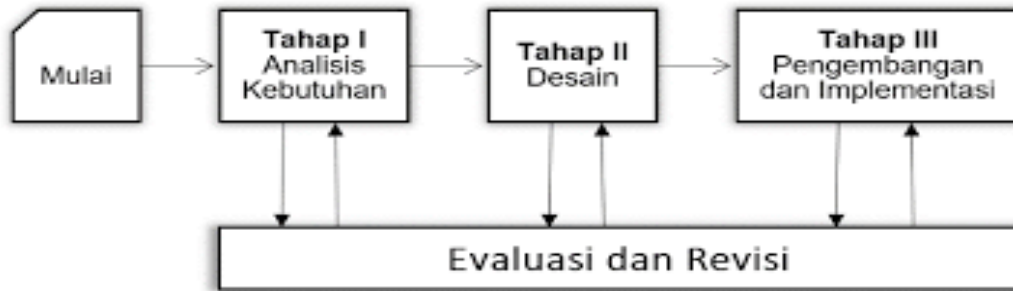 Mulai
Tahap I
Analisis
Kebutuhan
Tahap II
Desain
Tahap III
Pengembangan
dan Implementasi
Evaluasi dan Revisi